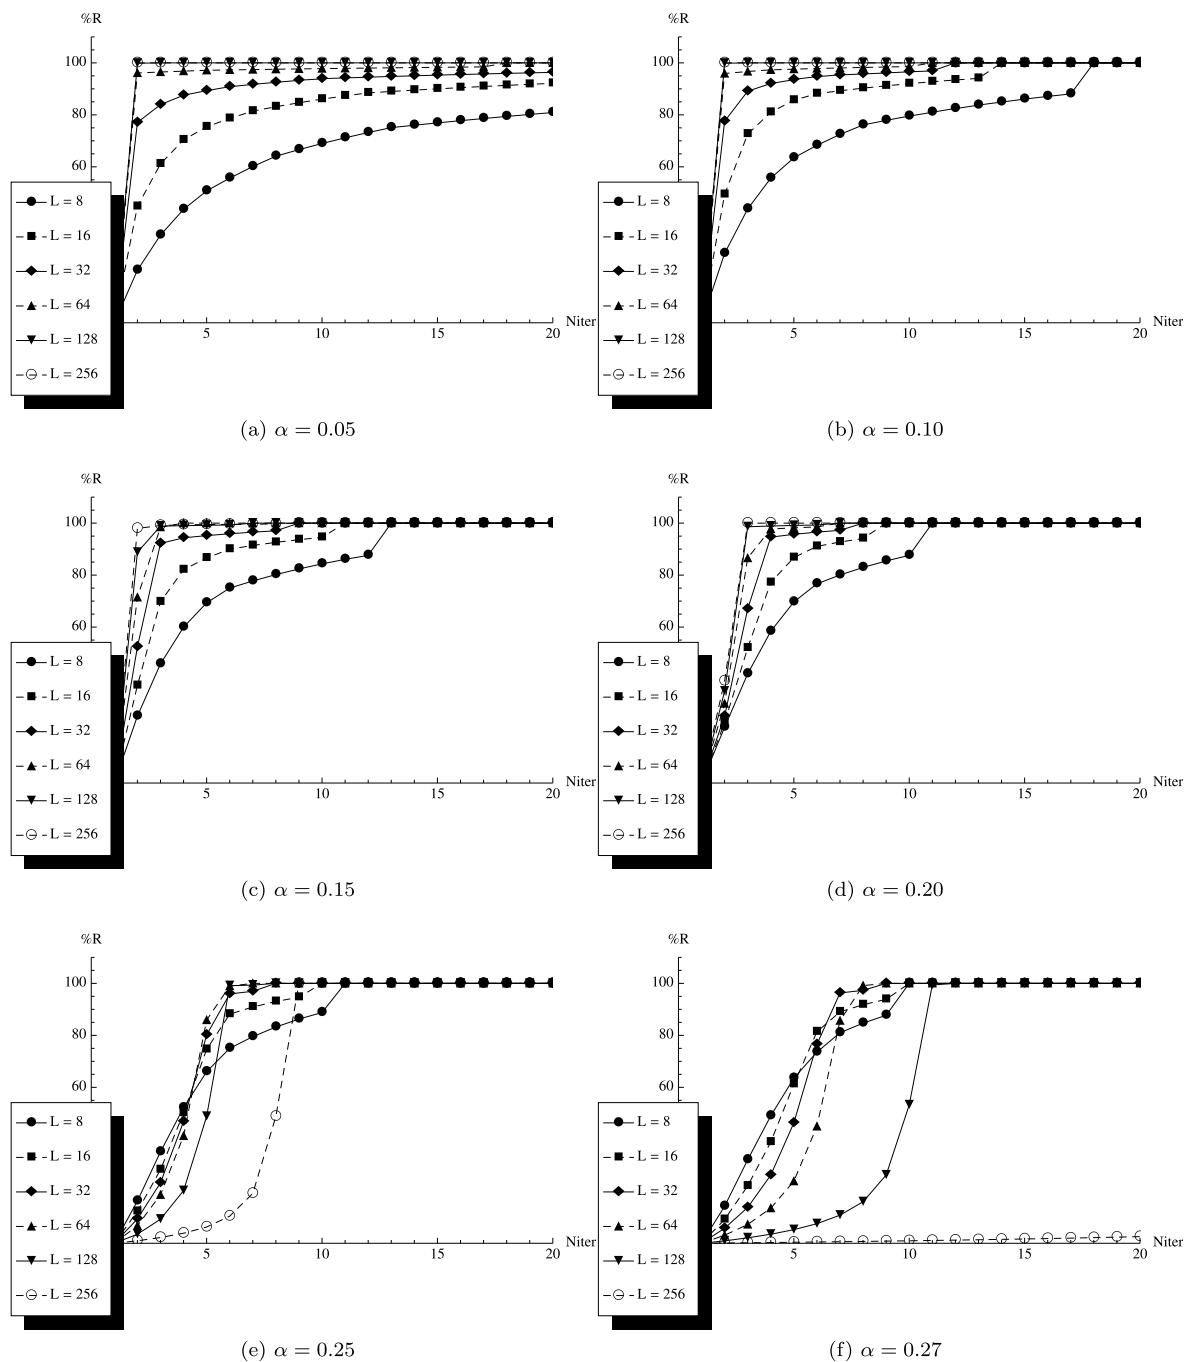 %R
100
80
60
L = 8
L = 16
L = 32
L = 64
L = 128
L = 256
5 10 15 20 Niter
(a) α = 0.05
%R
100
80
60
L = 8
L = 16
L = 32
L = 64
L = 128
L = 256
5 10 15 20 Niter
(b) α = 0.10
%R
100
80
60
L = 8
L = 16
L = 32
L = 64
L = 128
L = 256
5 10 15 20 Niter
(c) α = 0.15
%R
100
80
60
L = 8
L = 16
L = 32
L = 64
L = 128
L = 256
5 10 15 20 Niter
(d) α = 0.20
%R
100
80
60
L = 8
L = 16
L = 32
L = 64
L = 128
L = 256
5 10 15 20 Niter
(e) α = 0.25
%R
100
80
60
L = 8
L = 16
L = 32
L = 64
L = 128
L = 256
5 10 15 20 Niter
(f) α = 0.27